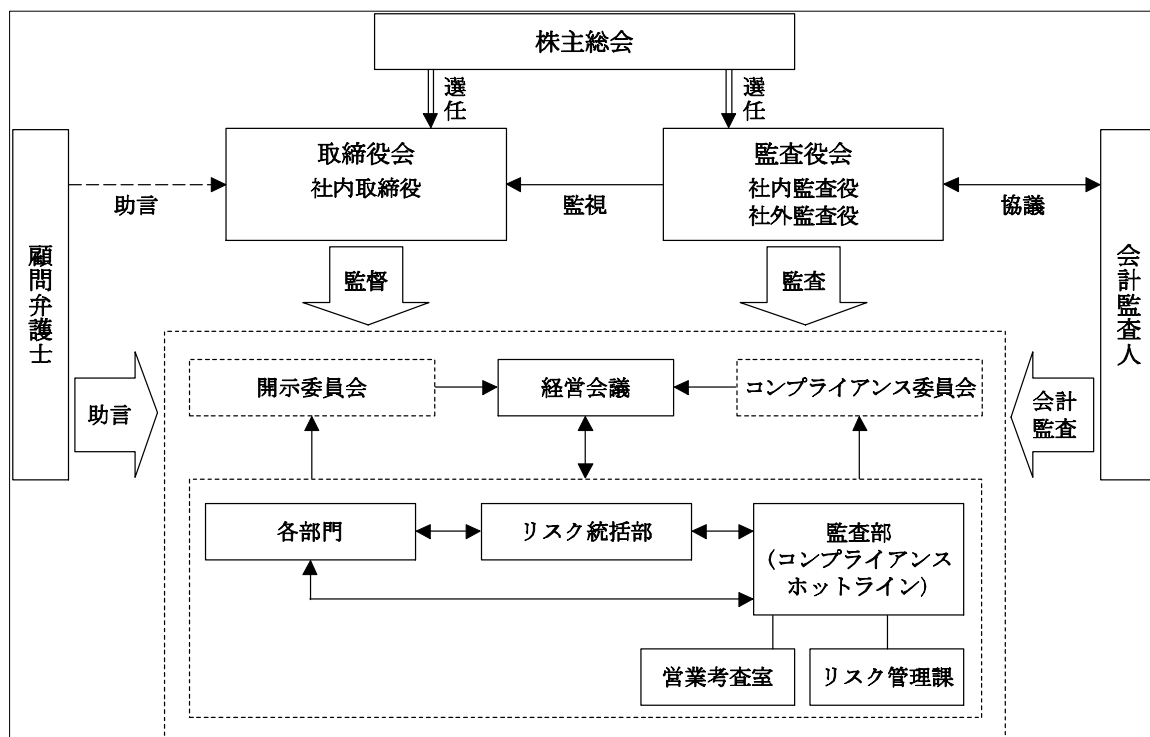 株主総会
選任
選任
取締役会
社内取締役
監査役会
社内監査役
社外監査役
助言
監視
協議
顧問弁護士
会計監査人
監督
監査
開示委員会
経営会議
コンプライアンス委員会
助言
会計
監査
各部門
リスク統括部
監査部
(コンプライアンス
ホットライン)
営業考査室
リスク管理課